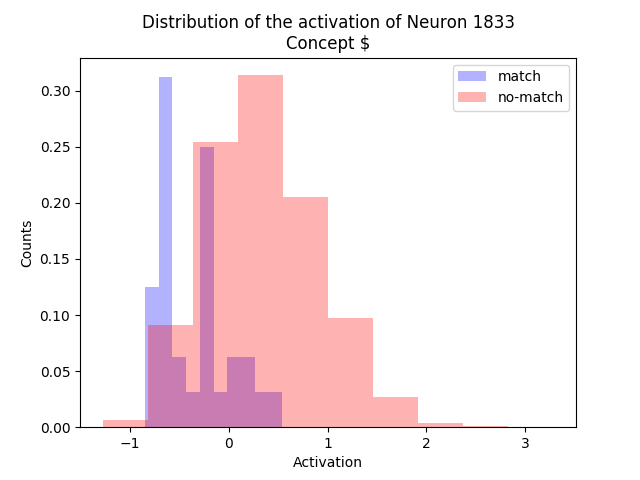 Distribution of the activation of Neuron 1833
Concept $
match
no-match
0.30
0.25
0.20
0.15
0.10
0.05
0.00
Counts
−1
0
1
2
3
Activation